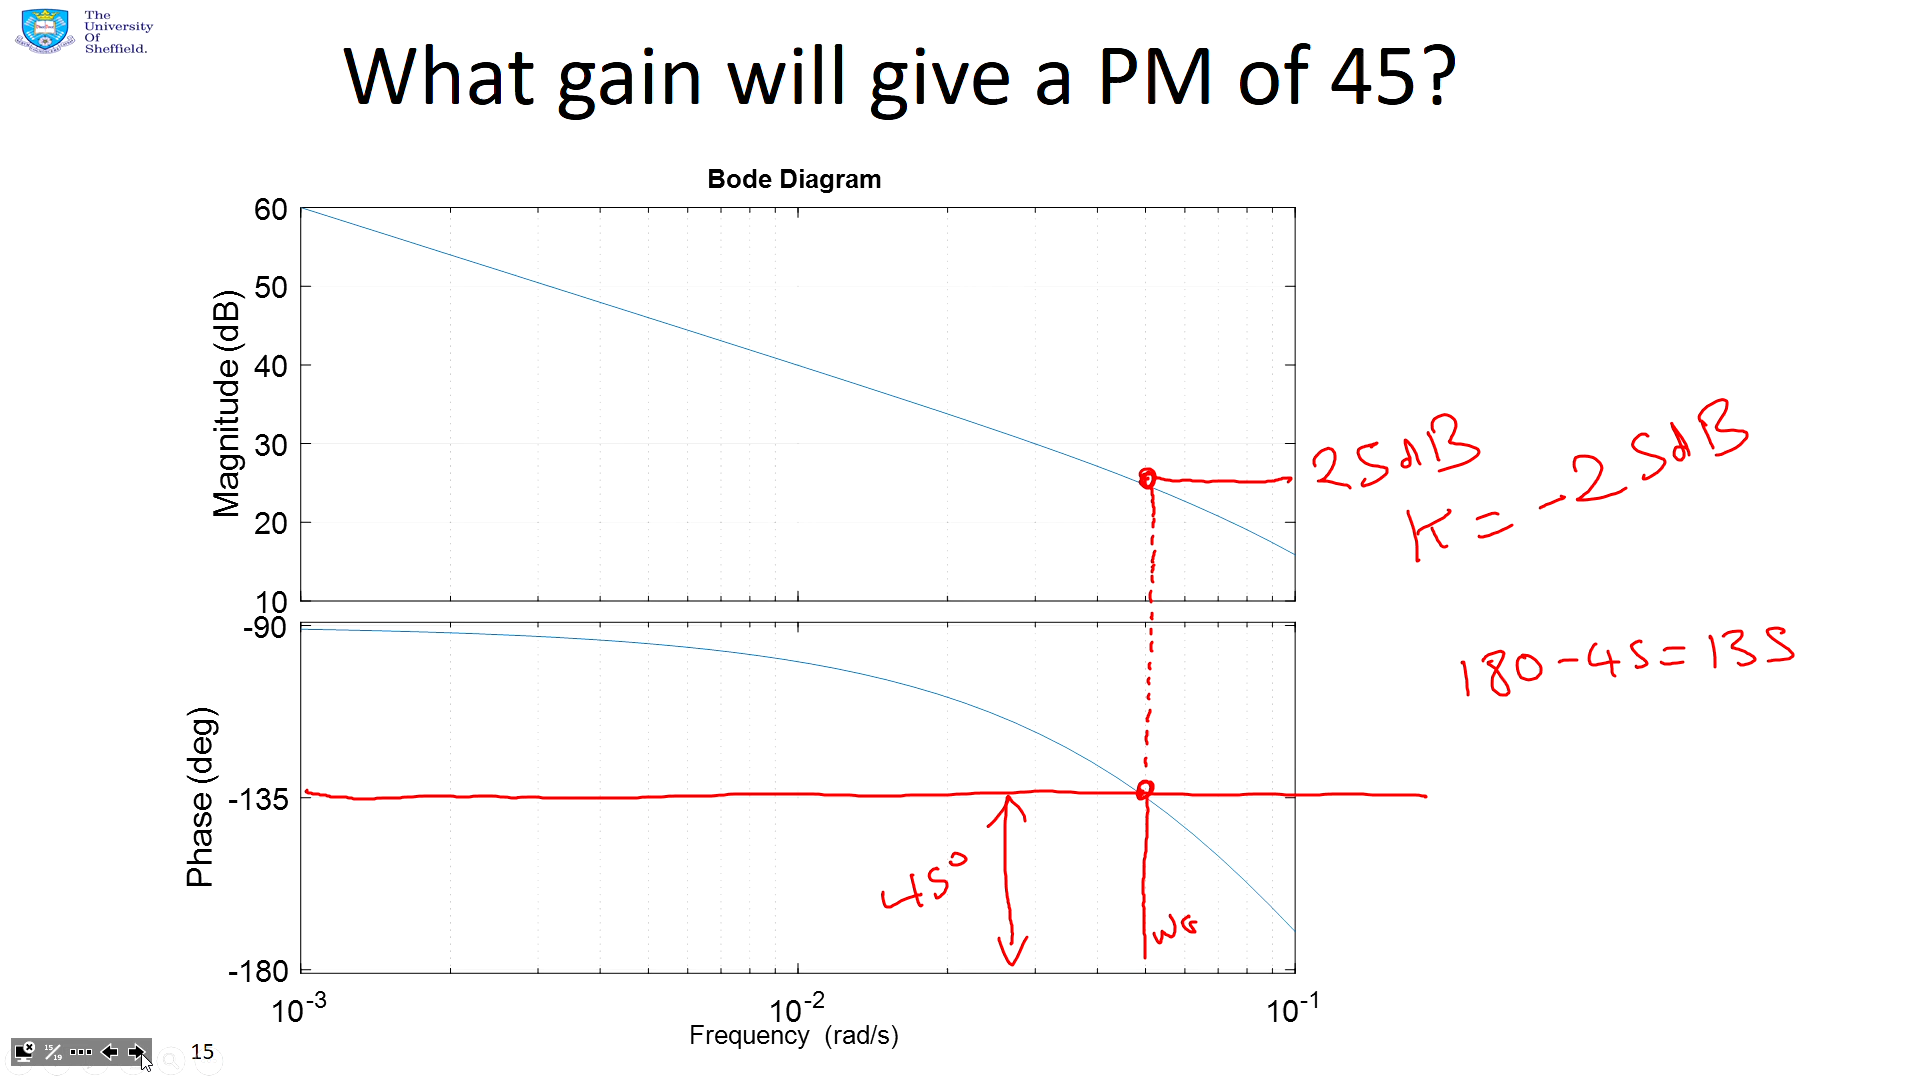 The
University
Of
Sheffield.
What gain will give a PM of 45?
Bode Diagram
60
50
40
30
20
10
Magnitude (dB)
25dB
K = -25dB
-90
-135
-180
Phase (deg)
180-45=135
45°
WG
10^-3
10^-2
10^-1
Frequency (rad/s)
15/19
15